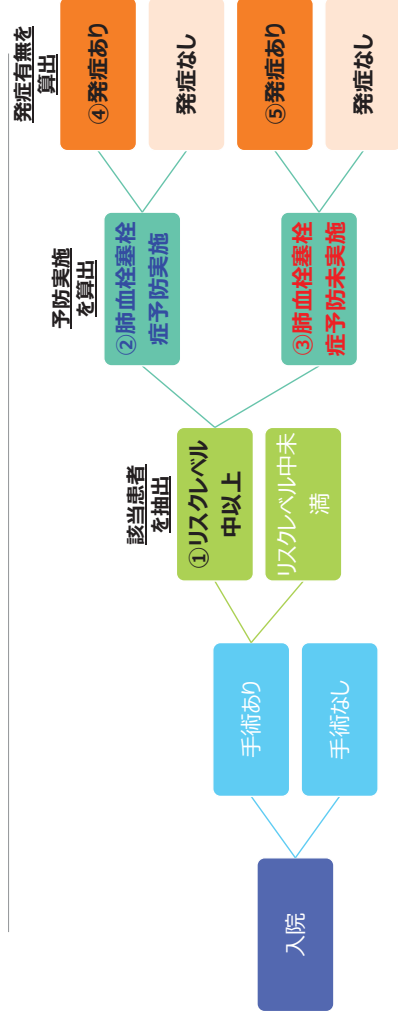 入院
手術あり
手術なし
該当患者
を抽出
①リスクレベル
中以上
リスクレベル中未
満
予防実施
を算出
②肺血栓塞栓
症予防実施
③肺血栓塞栓
症予防未実施
発症有無を
算出
④発症あり
発症なし
⑤発症あり
発症なし